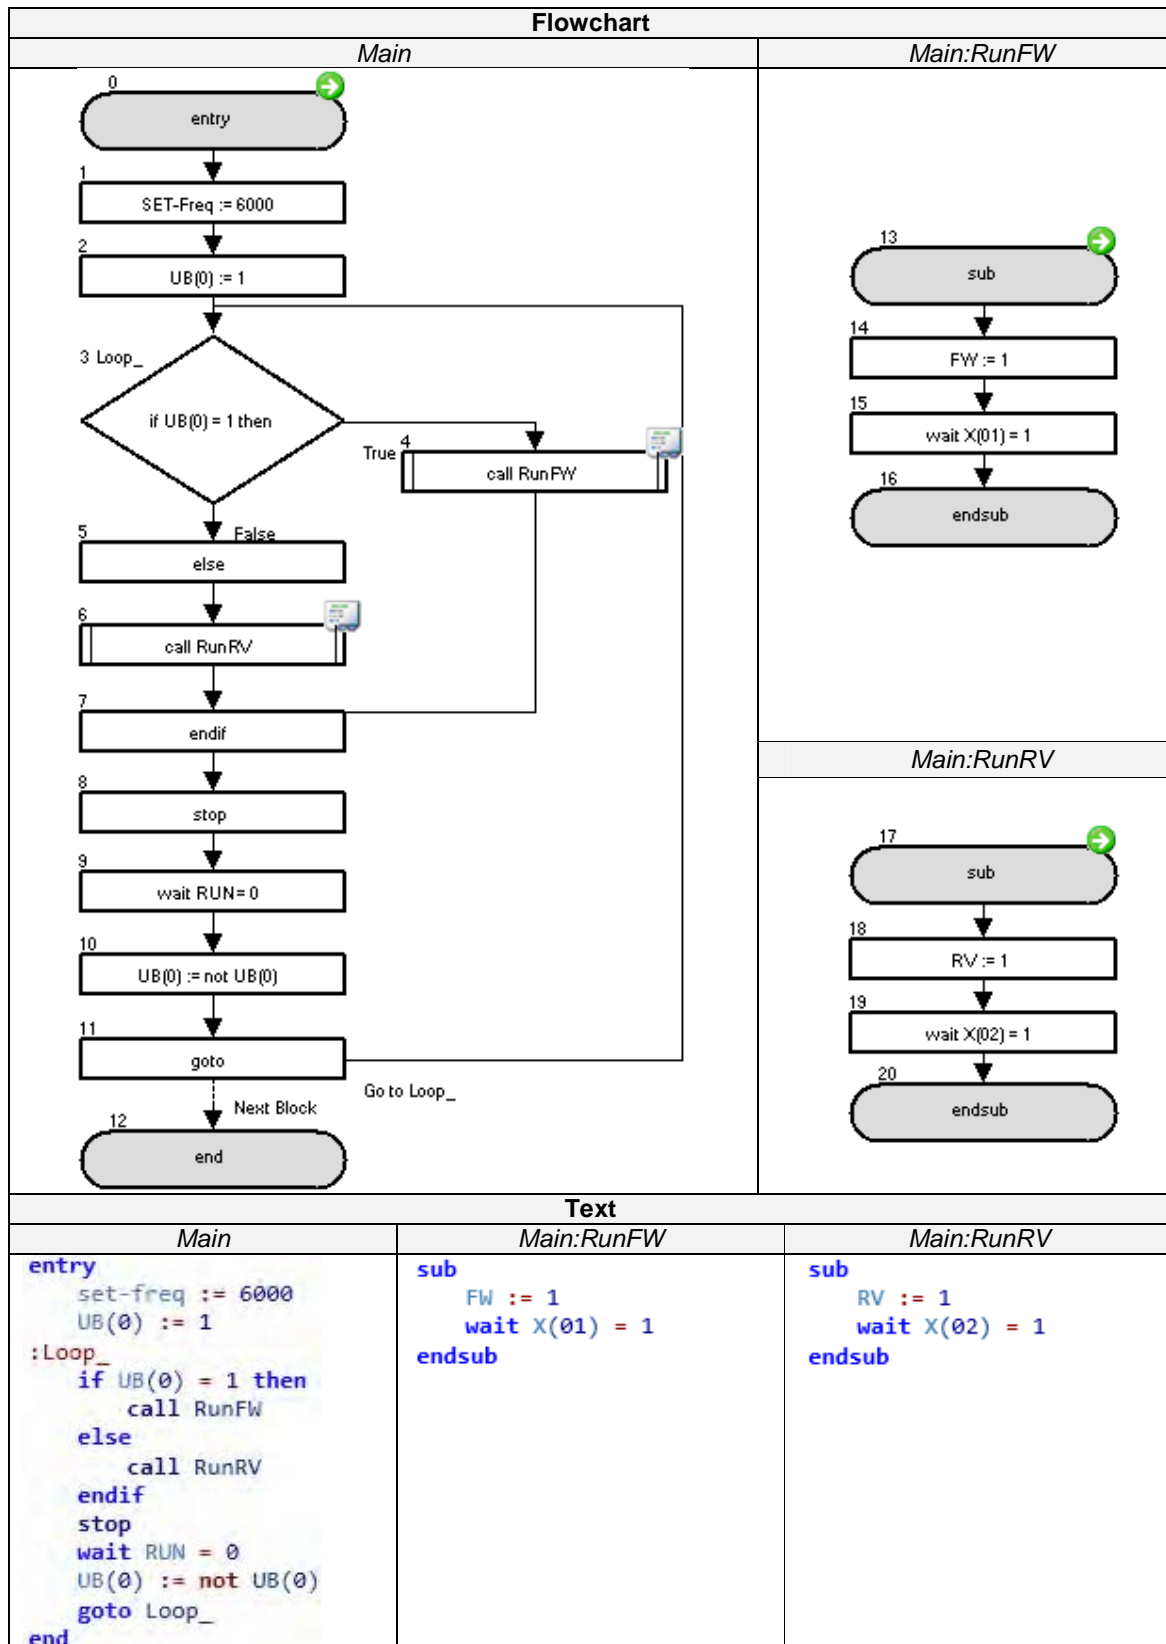 Flowchart
Main
Main:RunFW
0
entry
1
SET-Freq := 6000
2
UB(0) := 1
3 Loop_
if UB(0) = 1 then
True
4
call RunFW
False
5
else
6
call RunRV
7
endif
8
stop
9
wait RUN= 0
10
UB(0) := not UB(0)
11
goto
Go to Loop_
Next Block
12
end
13
sub
14
FW := 1
15
wait X(01) = 1
16
endsub
Main:RunRV
17
sub
18
RV := 1
19
wait X(02) = 1
20
endsub
Text
Main
Main:RunFW
Main:RunRV
entry
set-freq := 6000
UB(0) := 1
:Loop_
if UB(0) = 1 then
call RunFW
else
call RunRV
endif
stop
wait RUN = 0
UB(0) := not UB(0)
goto Loop_
end
sub
FW := 1
wait X(01) = 1
endsub
sub
RV := 1
wait X(02) = 1
endsub